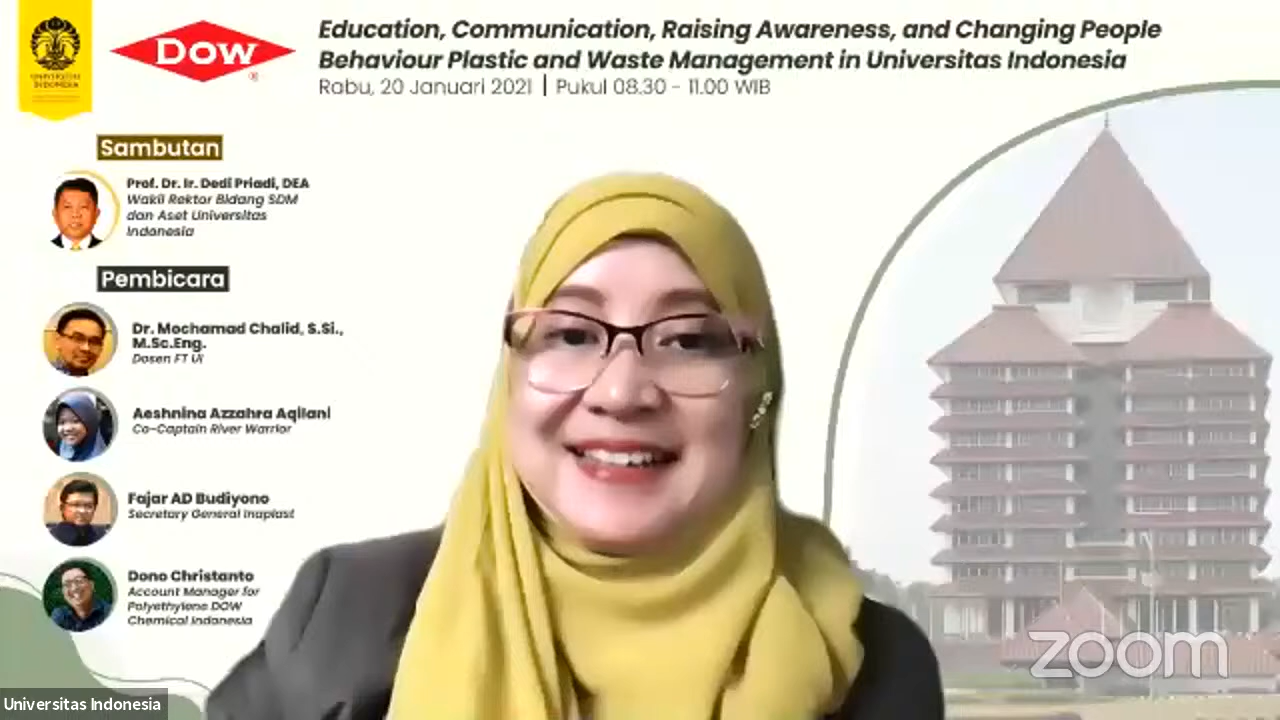 UNIVERSITAS
INDONESIA
DOW
®
Education, Communication, Raising Awareness, and Changing People
Behaviour Plastic and Waste Management in Universitas Indonesia
Rabu, 20 Januari 2021 | Pukul 08.30 - 11.00 WIB
Sambutan
Prof. Dr. Ir. Dedi Priadi, DEA
Wakil Rektor Bidang SDM
dan Aset Universitas
Indonesia
Pembicara
Dr. Mochamad Chalid, S.Si.,
M.Sc.Eng.
Dosen FT UI
Aeshnina Azzahra Aqilani
Co-Captain River Warrior
Fajar AD Budiyono
Secretary General Inaplast
Dono Christanto
Account Manager for
Polyethylene DOW
Chemical Indonesia
zoom
Universitas Indonesia